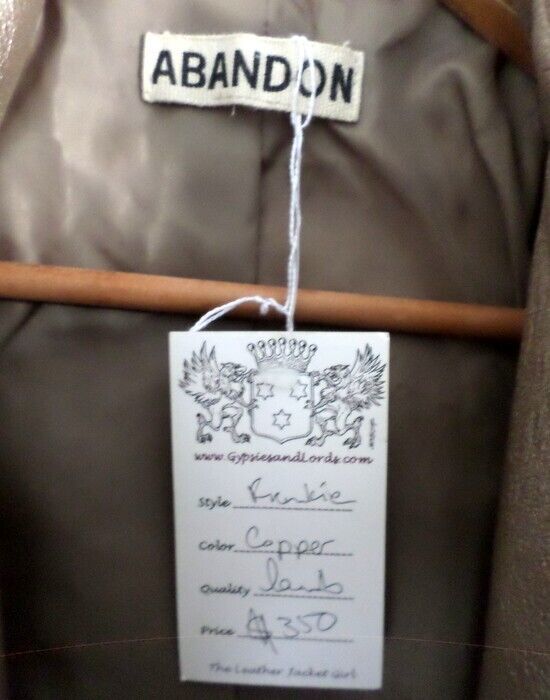 ABANDON
www.GypsiesandLords.com
Style Frankie
Color Copper
Quality lamb
Price $350
The Leather Jacket Girl